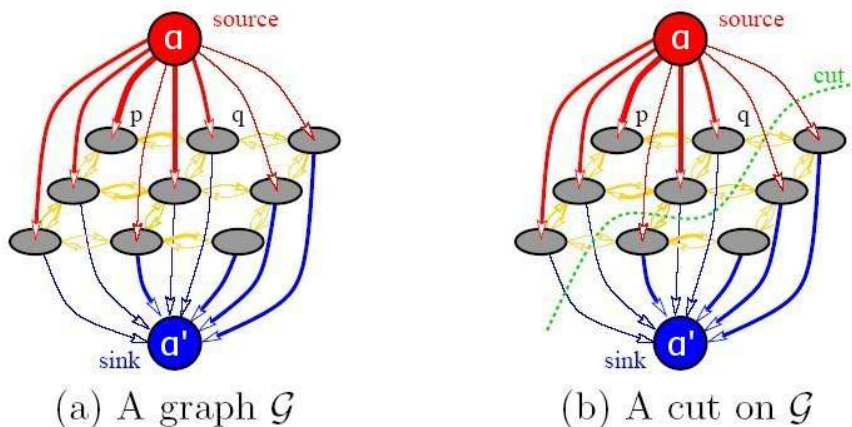 ɑ source
p q
ɑ' sink
(a) A graph 𝒢
ɑ source
cut
p q
ɑ' sink
(b) A cut on 𝒢